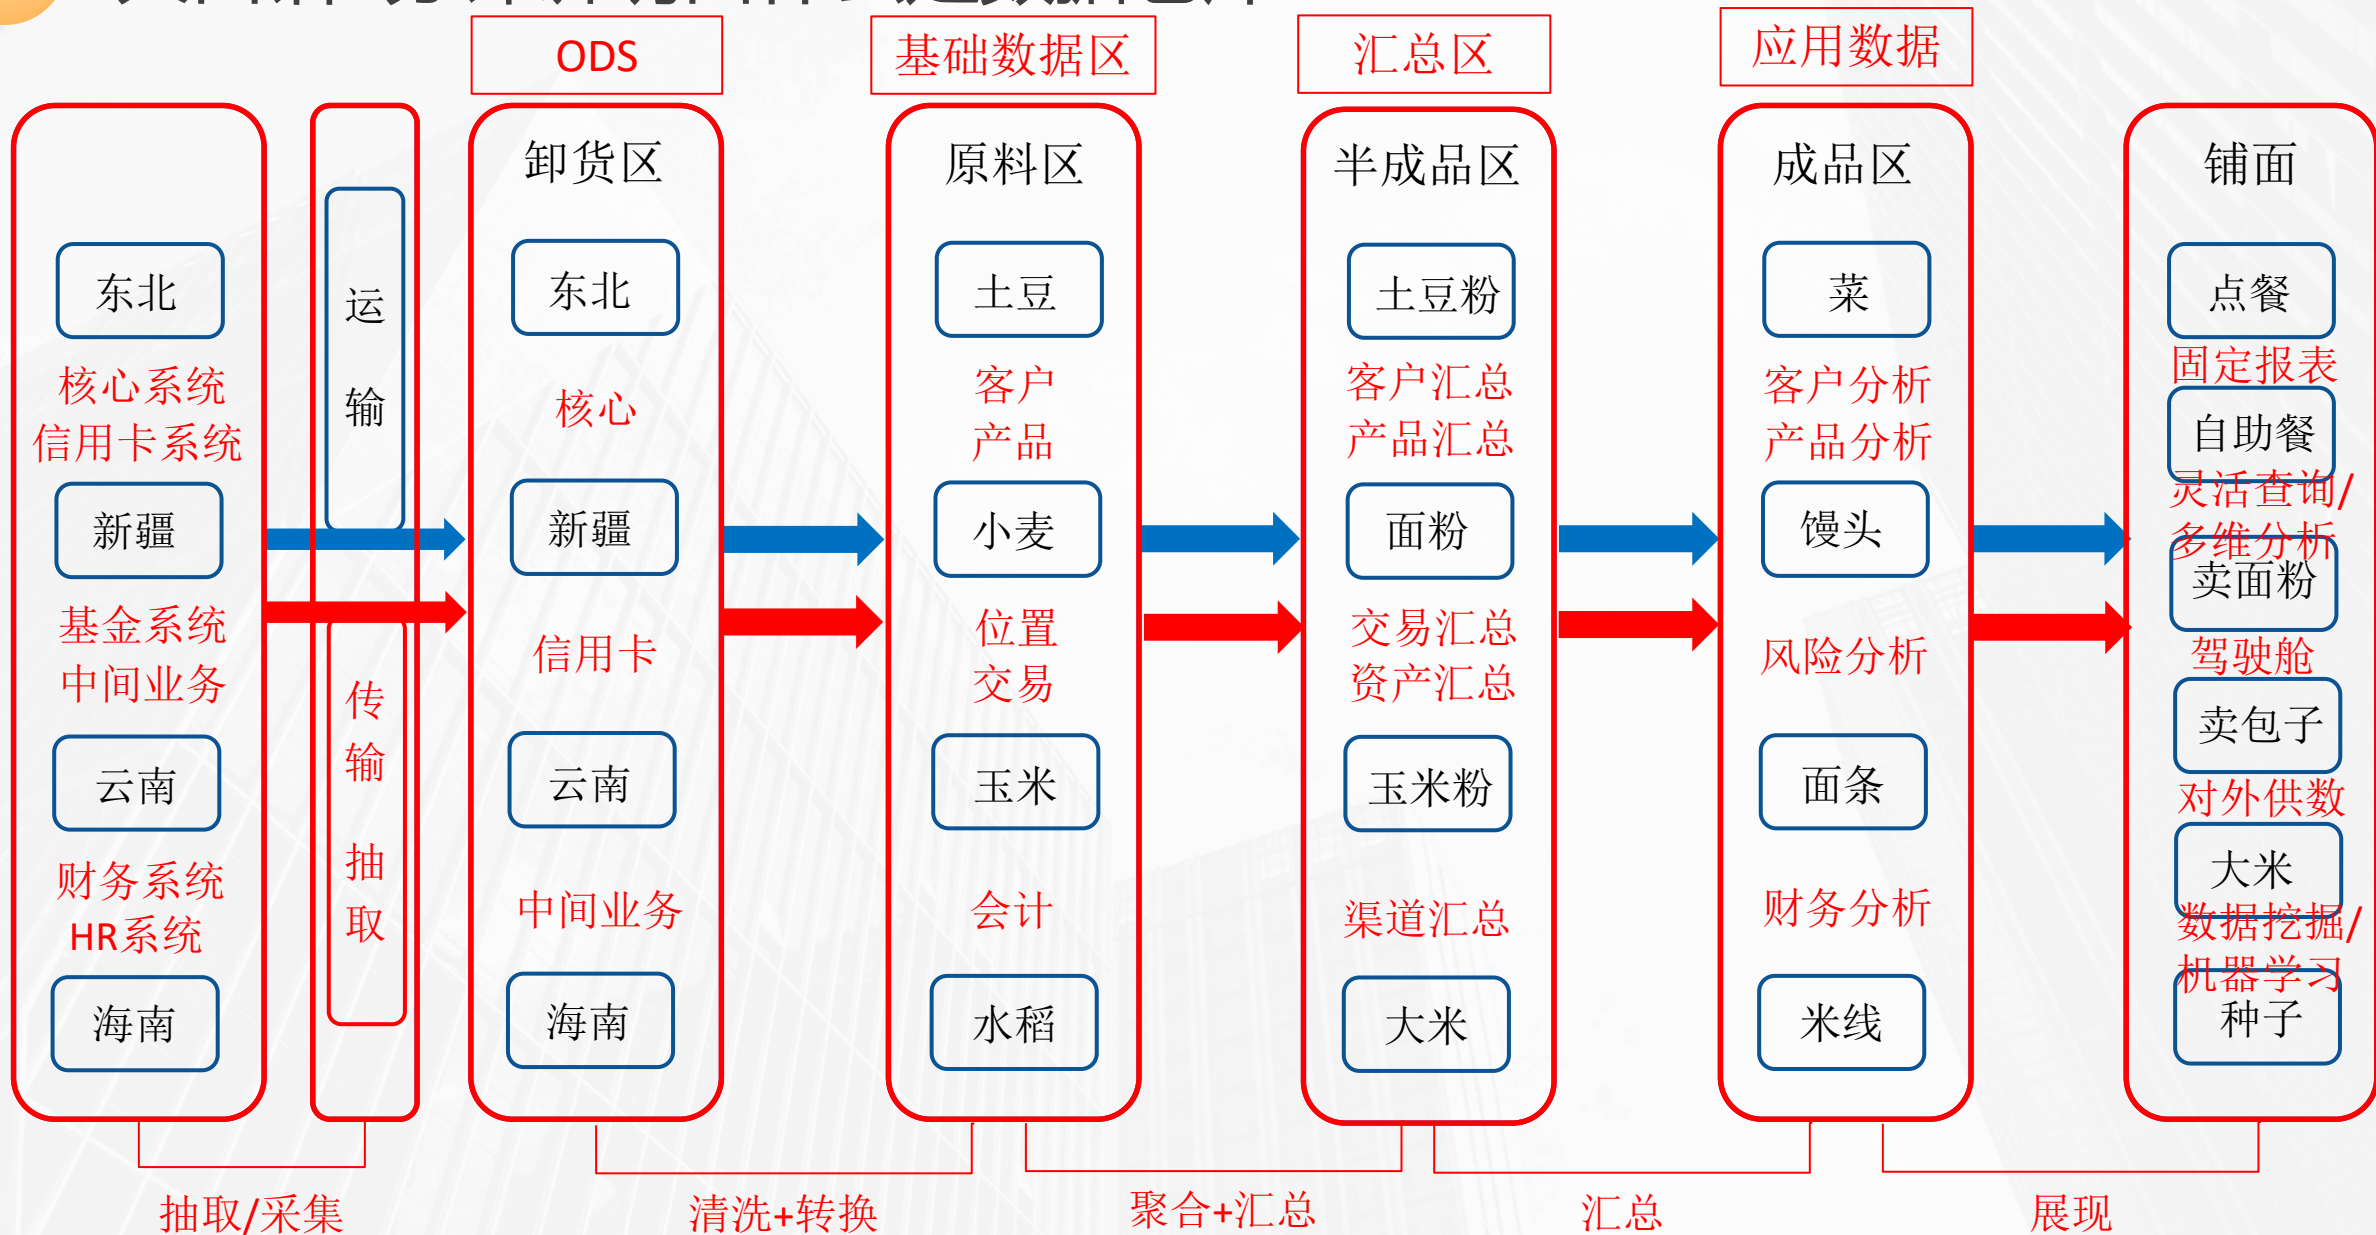 ODS
基础数据区
汇总区
应用数据
东北
核心系统
信用卡系统
新疆
基金系统
中间业务
云南
财务系统
HR系统
海南
运
输
传
输
抽
取
卸货区
东北
核心
新疆
信用卡
云南
中间业务
海南
原料区
土豆
客户
产品
小麦
位置
交易
玉米
会计
水稻
半成品区
土豆粉
客户汇总
产品汇总
面粉
交易汇总
资产汇总
玉米粉
渠道汇总
大米
成品区
菜
客户分析
产品分析
馒头
风险分析
面条
财务分析
米线
铺面
点餐
固定报表
自助餐
灵活查询/
多维分析
卖面粉
驾驶舱
卖包子
对外供数
大米
数据挖掘/
机器学习
种子
抽取/采集
清洗+转换
聚合+汇总
汇总
展现